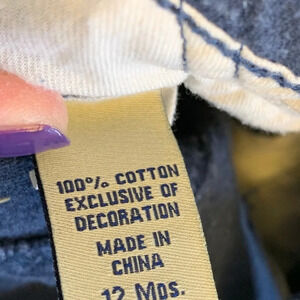 100% COTTON
EXCLUSIVE OF
DECORATION
MADE IN
CHINA
12 Mos.